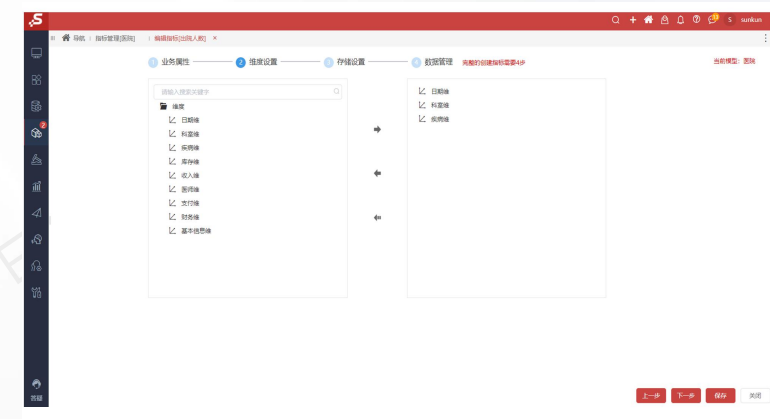 S sunkun
导航 指标管理[医院] 编辑指标[出院人数] ×
1 业务属性 2 维度设置 3 存储设置 4 数据管理 完整的创建指标需要4步 当前模型：医院
请输入搜索关键字
维度
日期维
科室维
疾病维
库存维
收入维
医师维
支付维
财务维
基本信息维
日期维
科室维
疾病维
2
上一步 下一步 保存 关闭